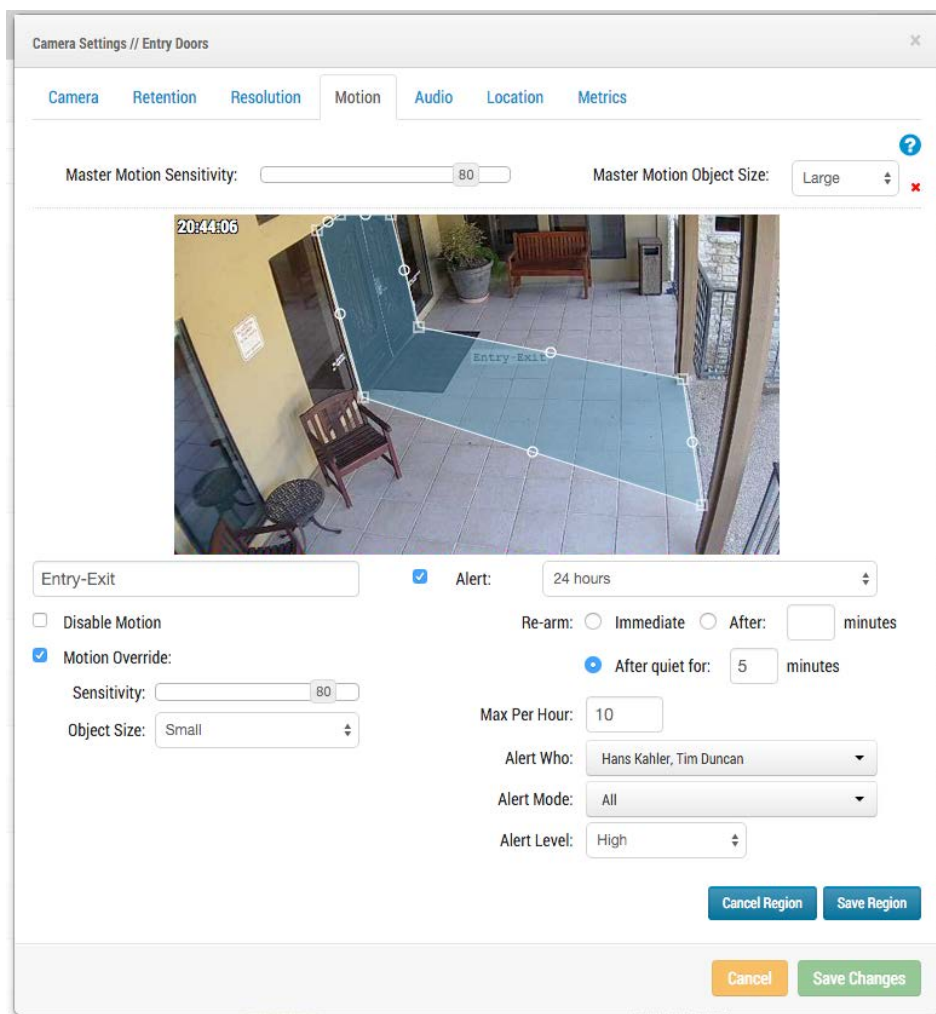 Camera Settings // Entry Doors ×
Camera Retention Resolution Motion Audio Location Metrics
?
Master Motion Sensitivity: 80 Master Motion Object Size: Large
20:44:06
Entry-Exit
Entry-Exit Alert: 24 hours
Disable Motion Re-arm: Immediate After: minutes
Motion Override: After quiet for: 5 minutes
Sensitivity: 80
Max Per Hour: 10
Object Size: Small
Alert Who: Hans Kahler, Tim Duncan
Alert Mode: All
Alert Level: High
Cancel Region Save Region
Cancel Save Changes